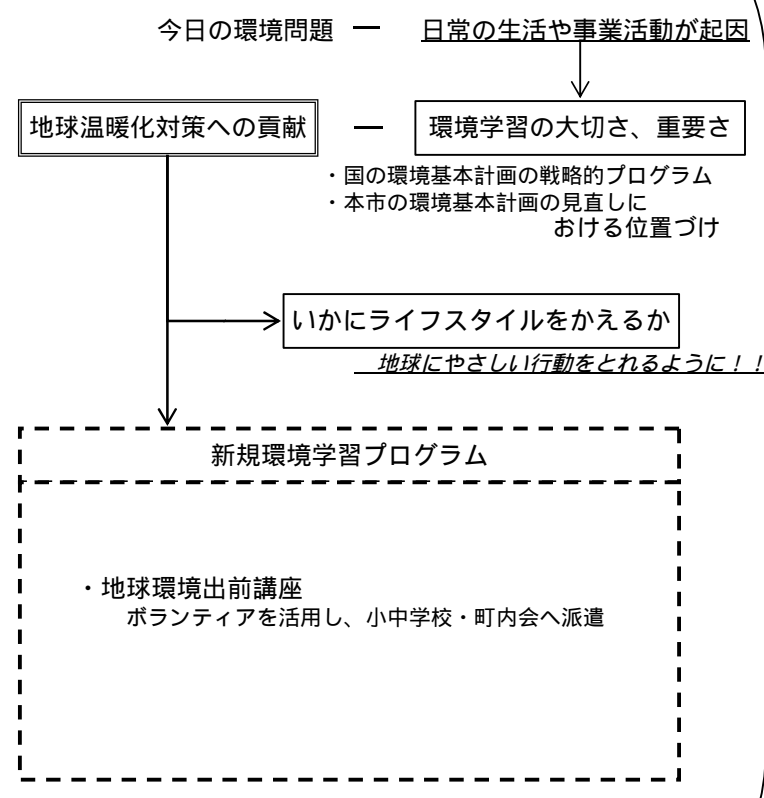 今日の環境問題 ー 日常の生活や事業活動が起因
地球温暖化対策への貢献 ー 環境学習の大切さ、重要さ
・国の環境基本計画の戦略的プログラム
・本市の環境基本計画の見直しに
おける位置づけ
いかにライフスタイルをかえるか
地球にやさしい行動をとれるように！！
新規環境学習プログラム
・地球環境出前講座
ボランティアを活用し、小中学校・町内会へ派遣